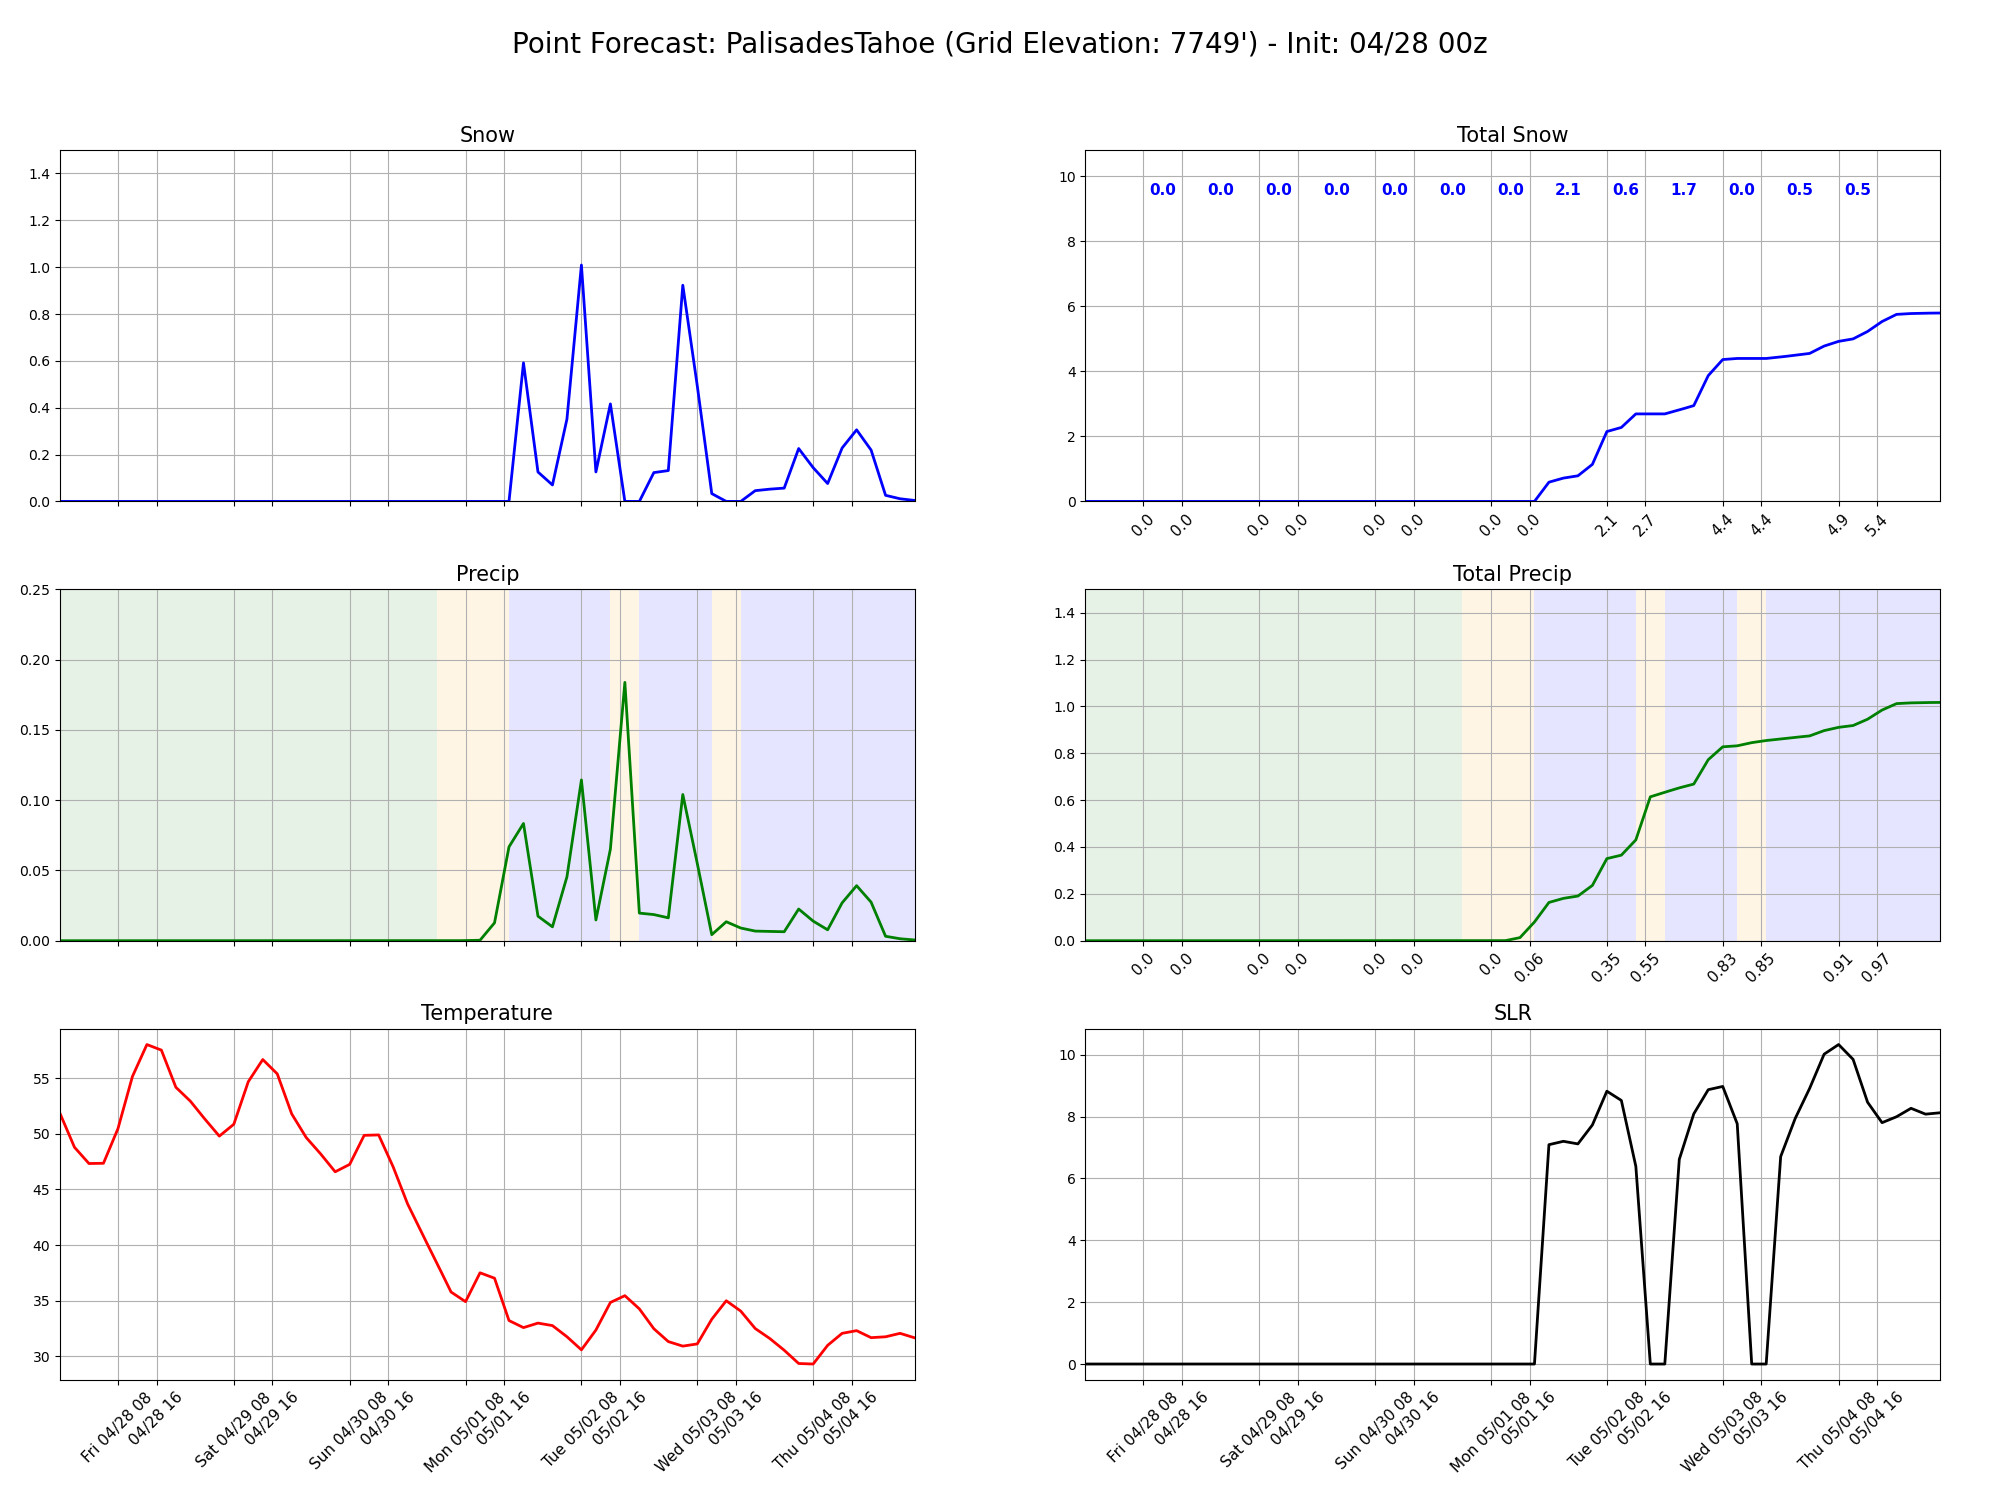 Point Forecast: PalisadesTahoe (Grid Elevation: 7749') - Init: 04/28 00z
Snow
1.4
1.2
1.0
0.8
0.6
0.4
0.2
0.0
Total Snow
10
8
6
4
2
0
0.0 0.0 0.0 0.0 0.0 0.0 0.0 2.1 0.6 1.7 0.0 0.5 0.5
0.0 0.0 0.0 0.0 0.0 0.0 0.0 0.0 2.1 2.7 4.4 4.4 4.9 5.4
Precip
0.25
0.20
0.15
0.10
0.05
0.00
Total Precip
1.4
1.2
1.0
0.8
0.6
0.4
0.2
0.0
0.0 0.0 0.0 0.0 0.0 0.0 0.0 0.06 0.35 0.55 0.83 0.85 0.91 0.97
Temperature
55
50
45
40
35
30
Fri 04/28 08
04/28 16
Sat 04/29 08
04/29 16
Sun 04/30 08
04/30 16
Mon 05/01 08
05/01 16
Tue 05/02 08
05/02 16
Wed 05/03 08
05/03 16
Thu 05/04 08
05/04 16
SLR
10
8
6
4
2
0
Fri 04/28 08
04/28 16
Sat 04/29 08
04/29 16
Sun 04/30 08
04/30 16
Mon 05/01 08
05/01 16
Tue 05/02 08
05/02 16
Wed 05/03 08
05/03 16
Thu 05/04 08
05/04 16